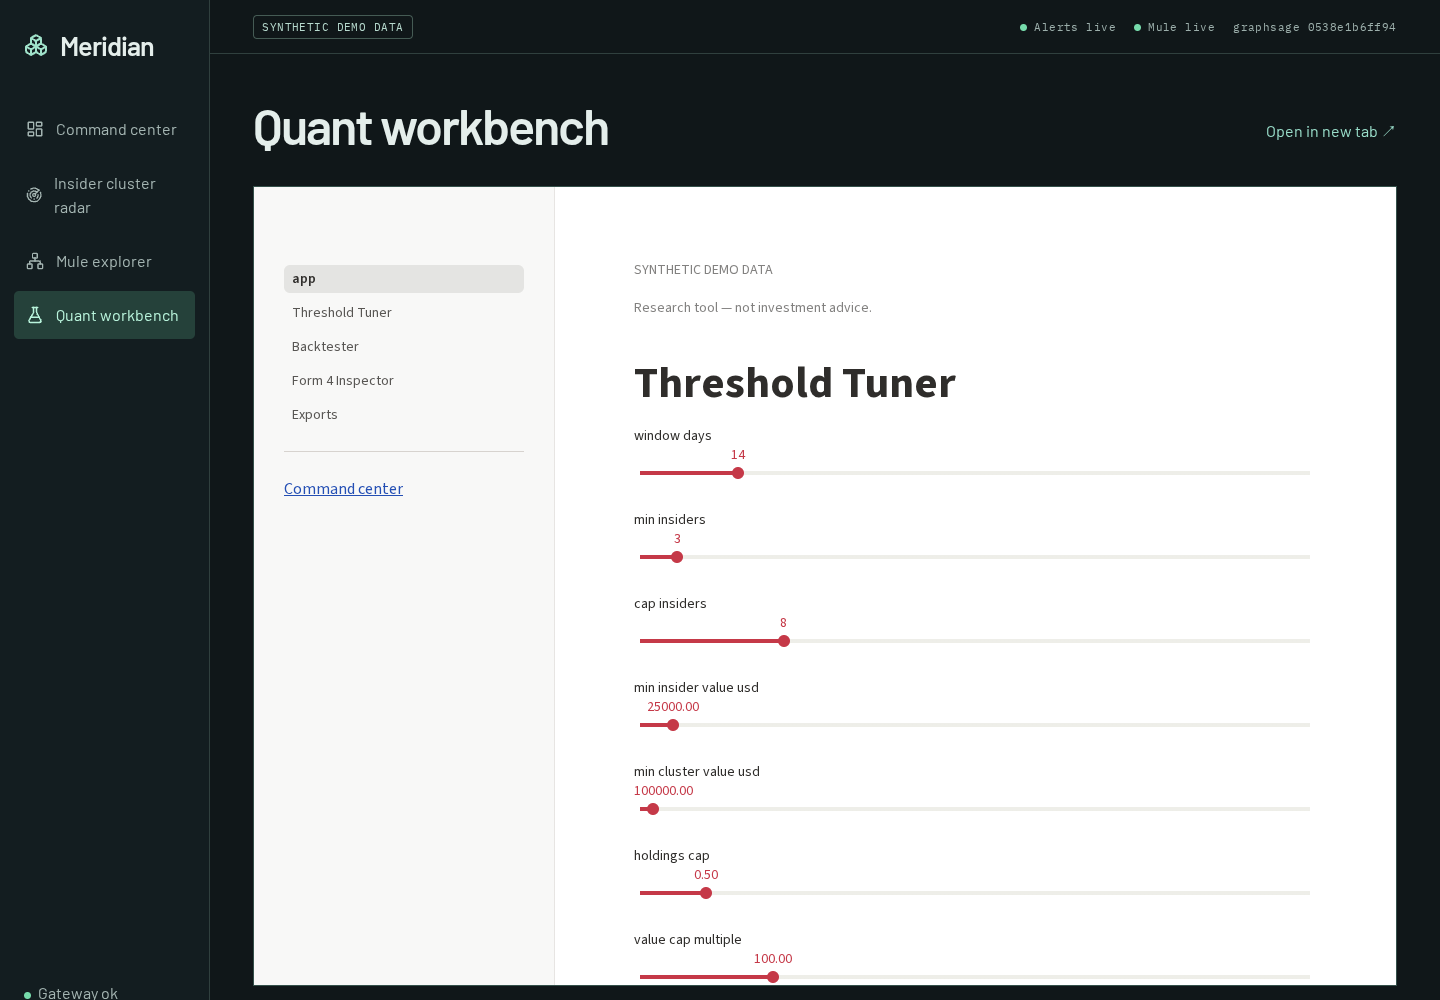 Meridian
Command center
Insider cluster
radar
Mule explorer
Quant workbench
Gateway ok
SYNTHETIC DEMO DATA
Alerts live
Mule live
graphsage 0538e1b6ff94
Quant workbench
Open in new tab ↗
app
Threshold Tuner
Backtester
Form 4 Inspector
Exports
Command center
SYNTHETIC DEMO DATA
Research tool — not investment advice.
Threshold Tuner
window days
14
min insiders
3
cap insiders
8
min insider value usd
25000.00
min cluster value usd
100000.00
holdings cap
0.50
value cap multiple
100.00